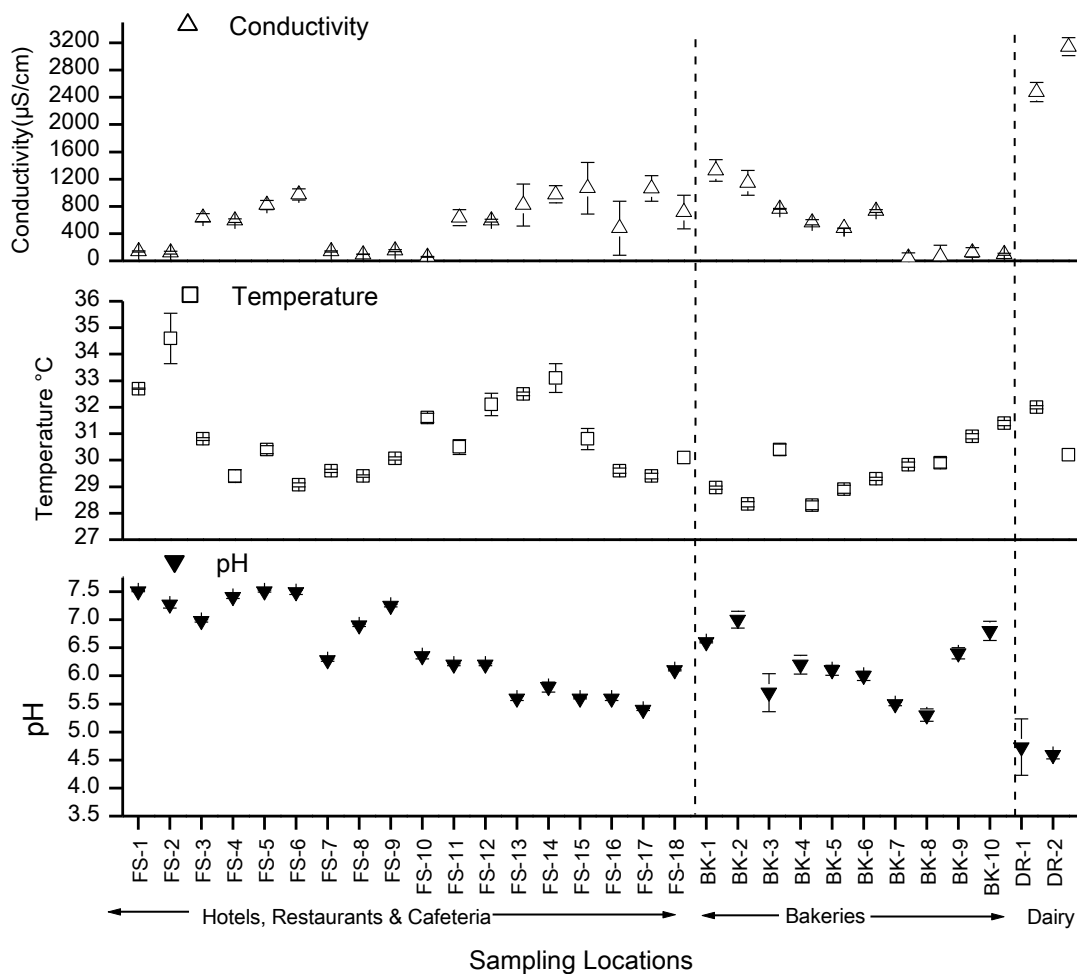 Conductivity
Conductivity(µS/cm)
3200
2800
2400
2000
1600
1200
800
400
0
Temperature
Temperature °C
36
35
34
33
32
31
30
29
28
27
pH
pH
7.5
7.0
6.5
6.0
5.5
5.0
4.5
4.0
3.5
FS-1
FS-2
FS-3
FS-4
FS-5
FS-6
FS-7
FS-8
FS-9
FS-10
FS-11
FS-12
FS-13
FS-14
FS-15
FS-16
FS-17
FS-18
BK-1
BK-2
BK-3
BK-4
BK-5
BK-6
BK-7
BK-8
BK-9
BK-10
DR-1
DR-2
Hotels, Restaurants & Cafeteria
Bakeries
Dairy
Sampling Locations